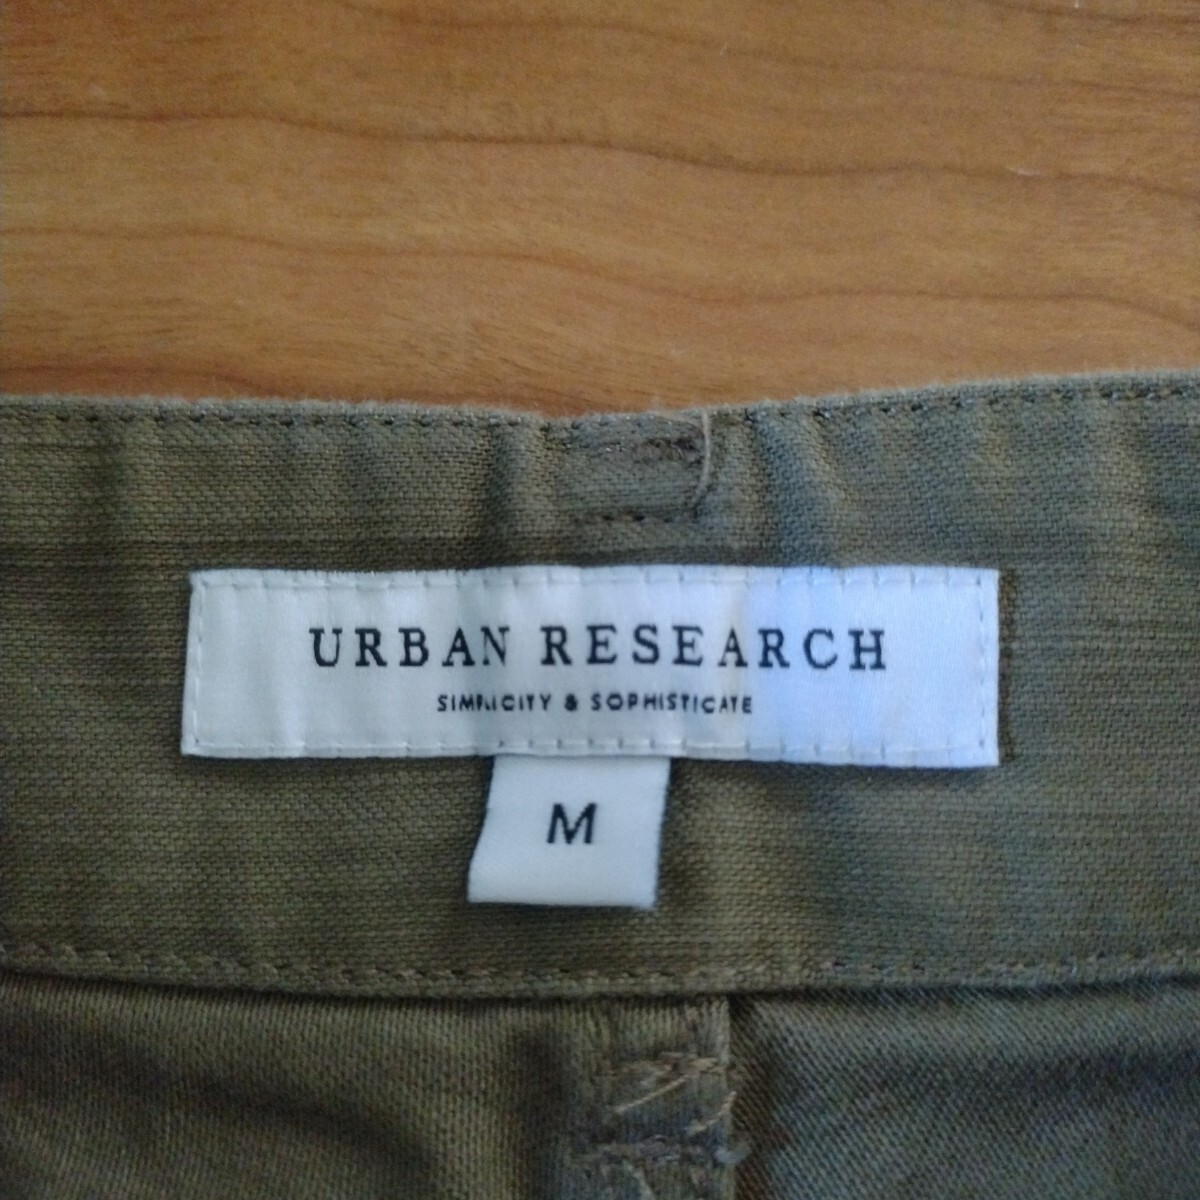 URBAN RESEARCH
SIMPLICITY & SOPHISTICATE
M